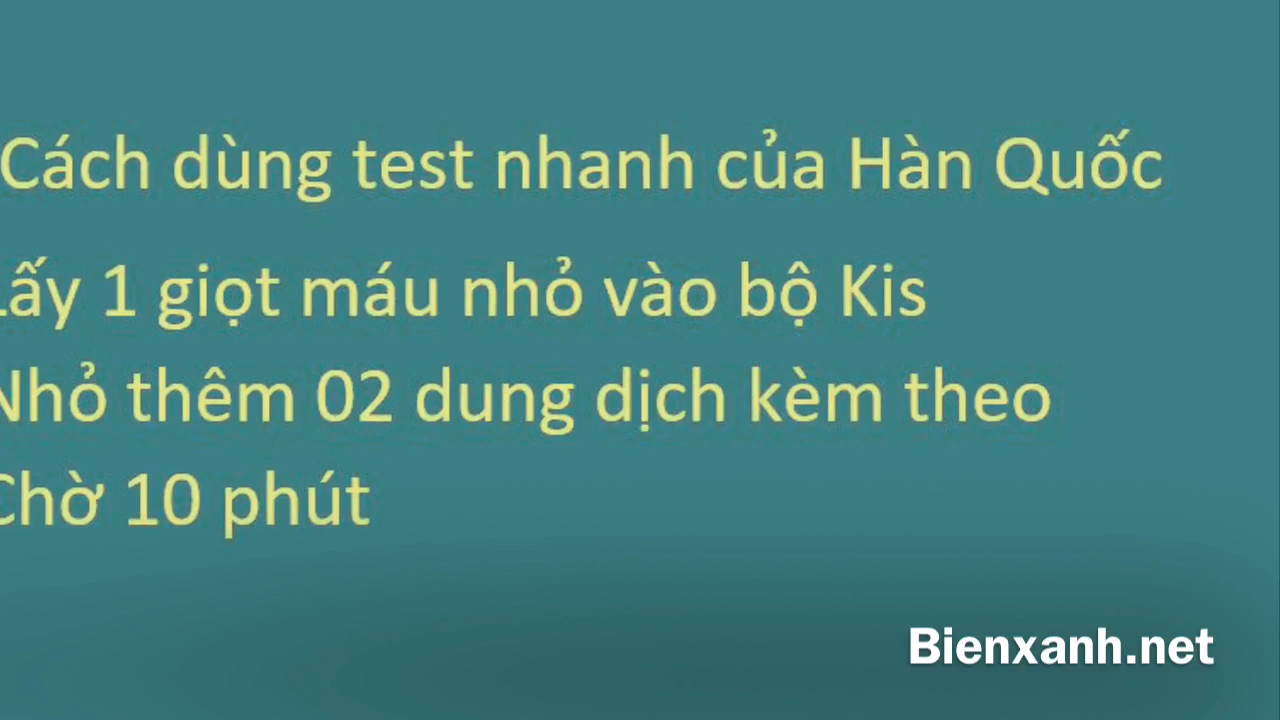 Cách dùng test nhanh của Hàn Quốc
Lấy 1 giọt máu nhỏ vào bộ Kis
Nhỏ thêm 02 dung dịch kèm theo
Chờ 10 phút
Bienxanh.net